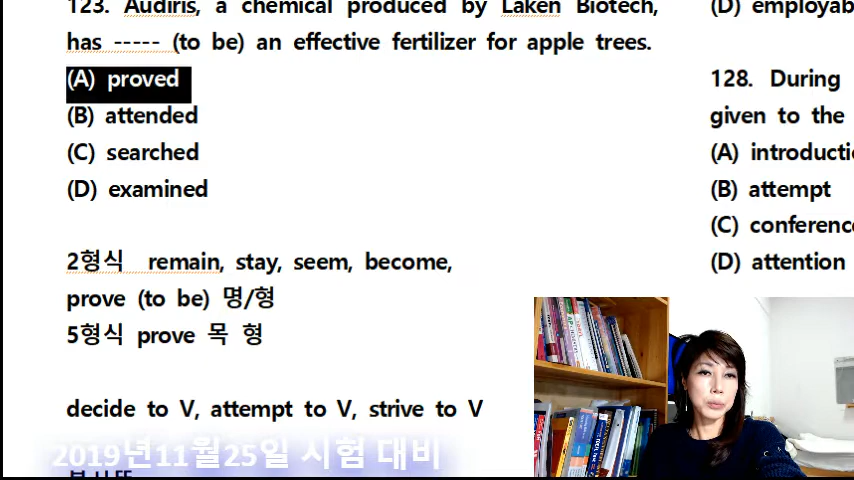 123. Audiris, a chemical produced by Laken Biotech,
has ----- (to be) an effective fertilizer for apple trees.
(A) proved
(B) attended
(C) searched
(D) examined
2형식 remain, stay, seem, become,
prove (to be) 명/형
5형식 prove 목 형
decide to V, attempt to V, strive to V
2019년11월25일 시험 대비
(D)
128. During
given to the
(A)
(B) attempt
(C)
(D) attention